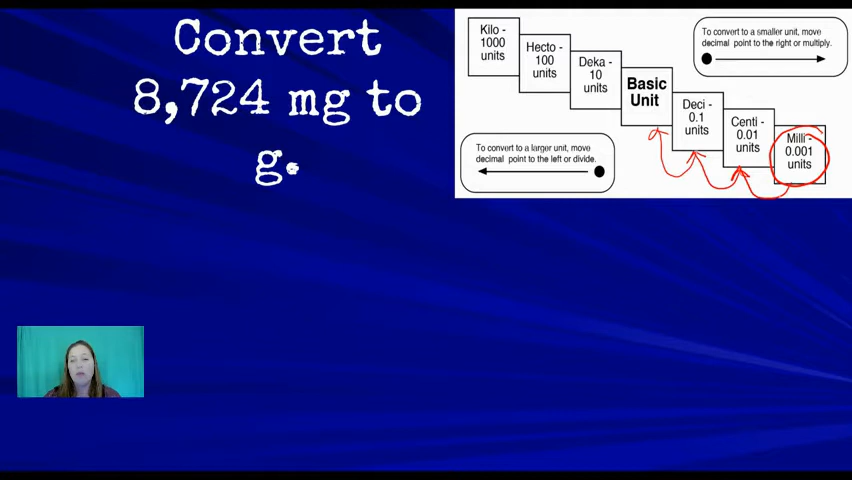 Convert
8,724 mg to
g.
Kilo -
1000
units
Hecto -
100
units
Deka -
10
units
Basic
Unit
Deci -
0.1
units
Centi -
0.01
units
Milli -
0.001
units
To convert to a smaller unit, move
decimal point to the right or multiply.
To convert to a larger unit, move
decimal point to the left or divide.